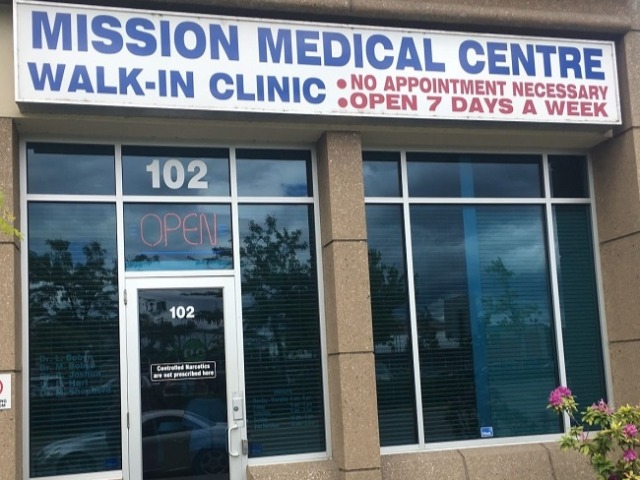 MISSION MEDICAL CENTRE
WALK-IN CLINIC
•NO APPOINTMENT NECESSARY
•OPEN 7 DAYS A WEEK
102
OPEN
102
Controlled Narcotics
are not prescribed here